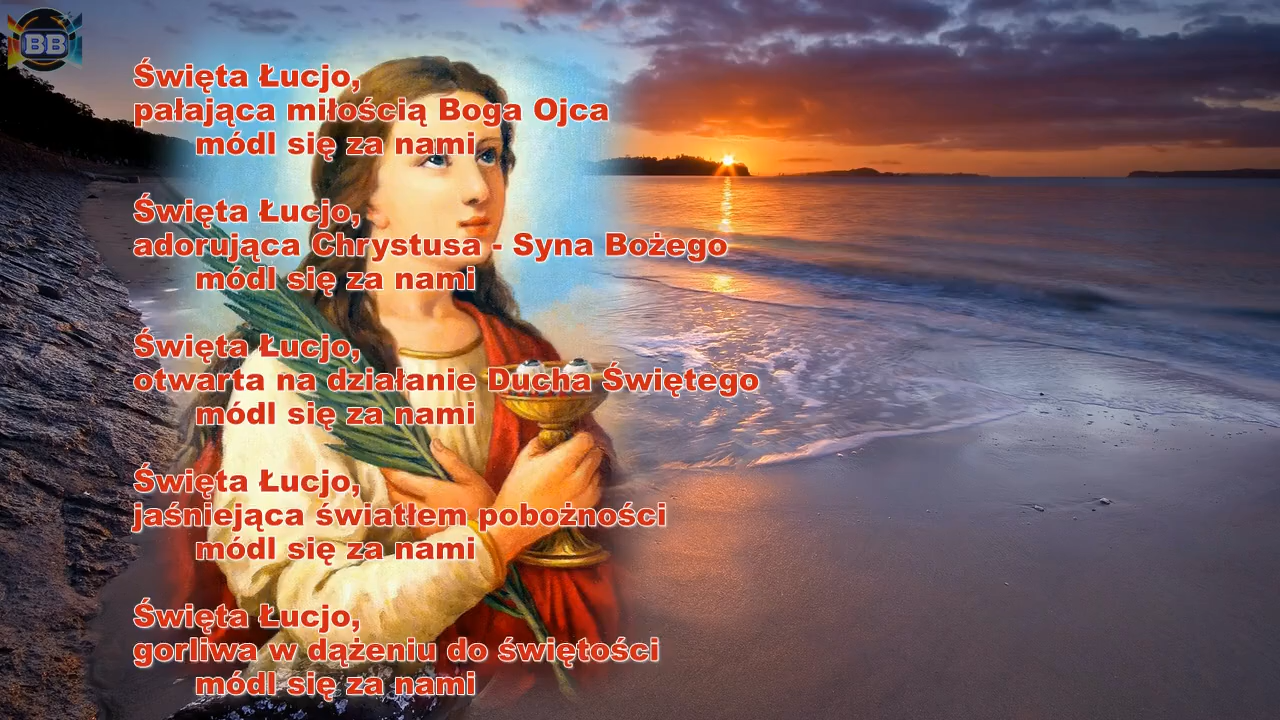 BB
Święta Łucjo,
pałająca miłością Boga Ojca
módl się za nami
Święta Łucjo,
adorująca Chrystusa - Syna Bożego
módl się za nami
Święta Łucjo,
otwarta na działanie Ducha Świętego
módl się za nami
Święta Łucjo,
jaśniejąca światłem pobożności
módl się za nami
Święta Łucjo,
gorliwa w dążeniu do świętości
módl się za nami